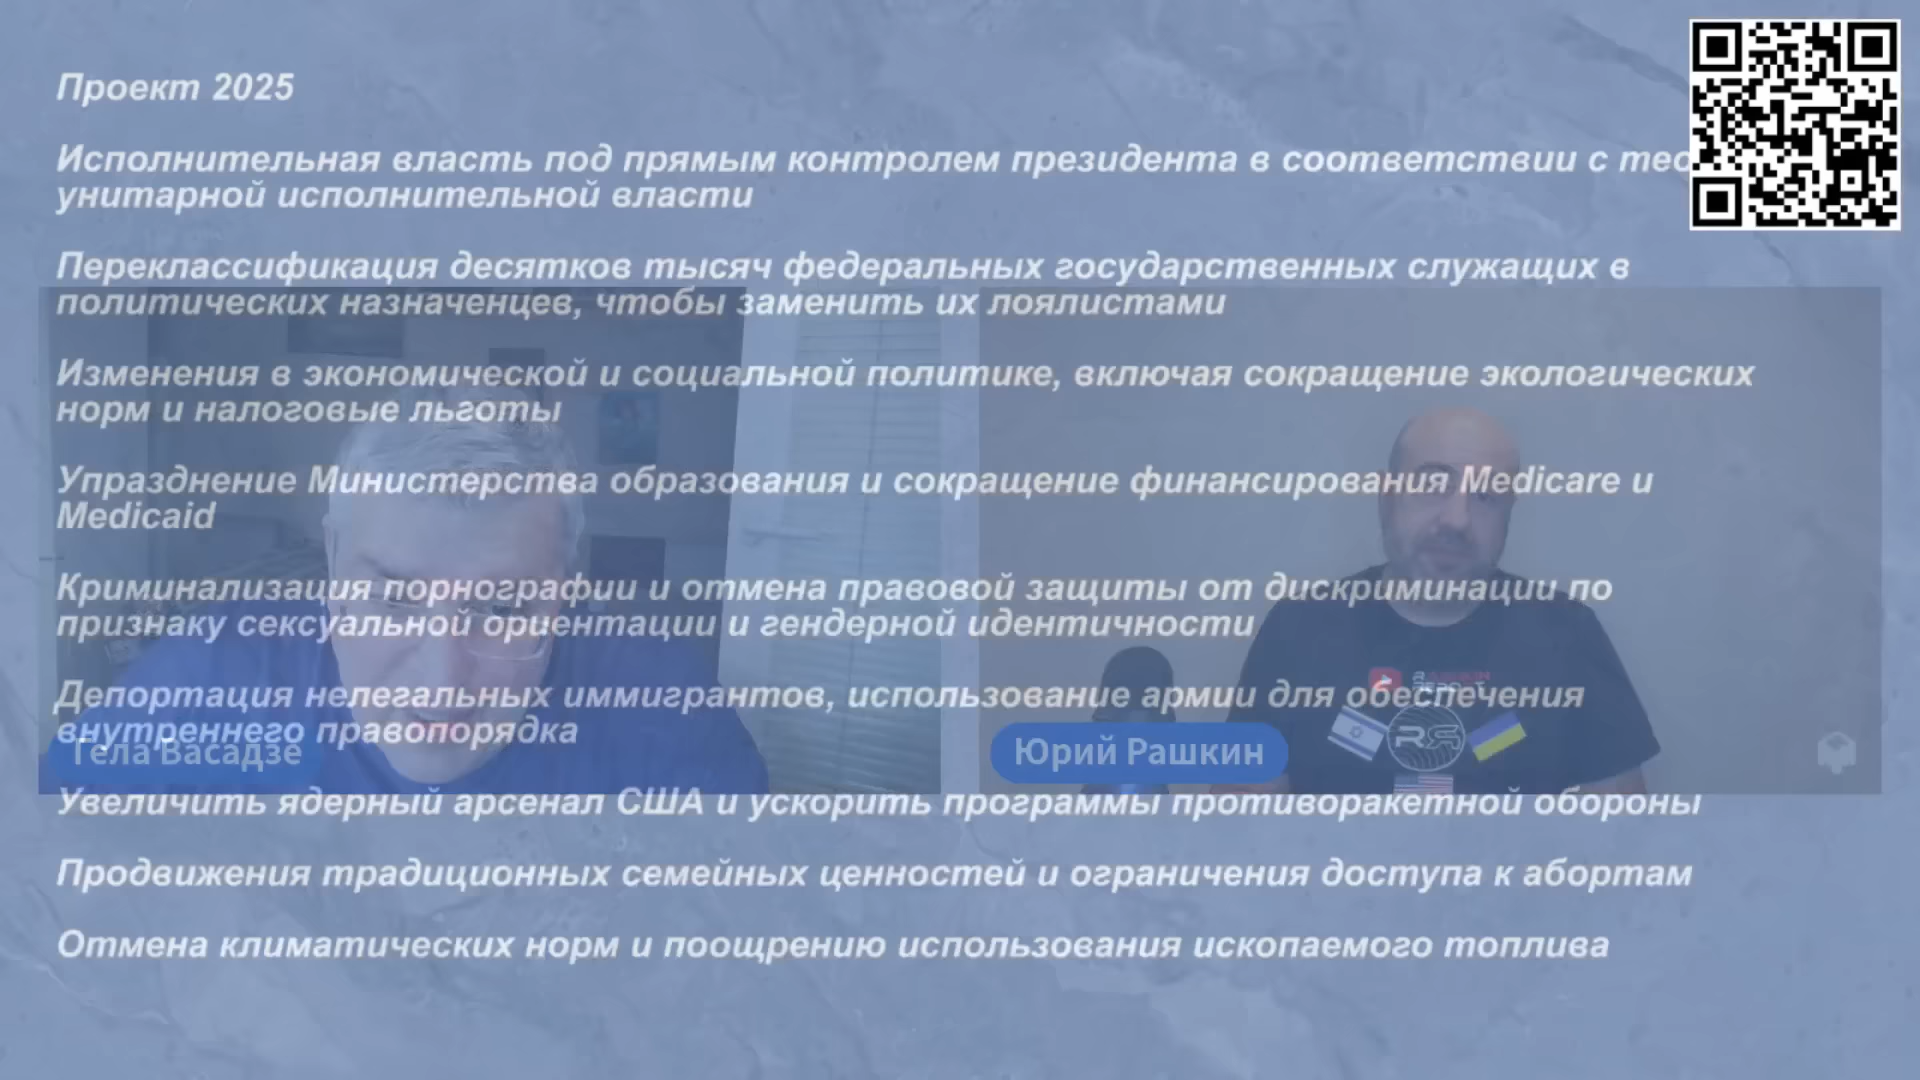 Проект 2025
Исполнительная власть под прямым контролем президента в соответствии с
унитарной исполнительной власти
Переклассификация десятков тысяч федеральных государственных служащих в
политических назначенцев, чтобы заменить их лоялистами
Изменения в экономической и социальной политике, включая сокращение экологических
норм и налоговые льготы
Упразднение Министерства образования и сокращение финансирования Medicare и
Medicaid
Криминализация порнографии и отмена правовой защиты от дискриминации по
признаку сексуальной ориентации и гендерной идентичности
Депортация нелегальных иммигрантов, использование армии для обеспечения
внутреннего правопорядка
Гела Васадзе
Юрий Рашкин
Увеличить ядерный арсенал США и ускорить программы противоракетной обороны
Продвижения традиционных семейных ценностей и ограничения доступа к абортам
Отмена климатических норм и поощрению использования ископаемого топлива